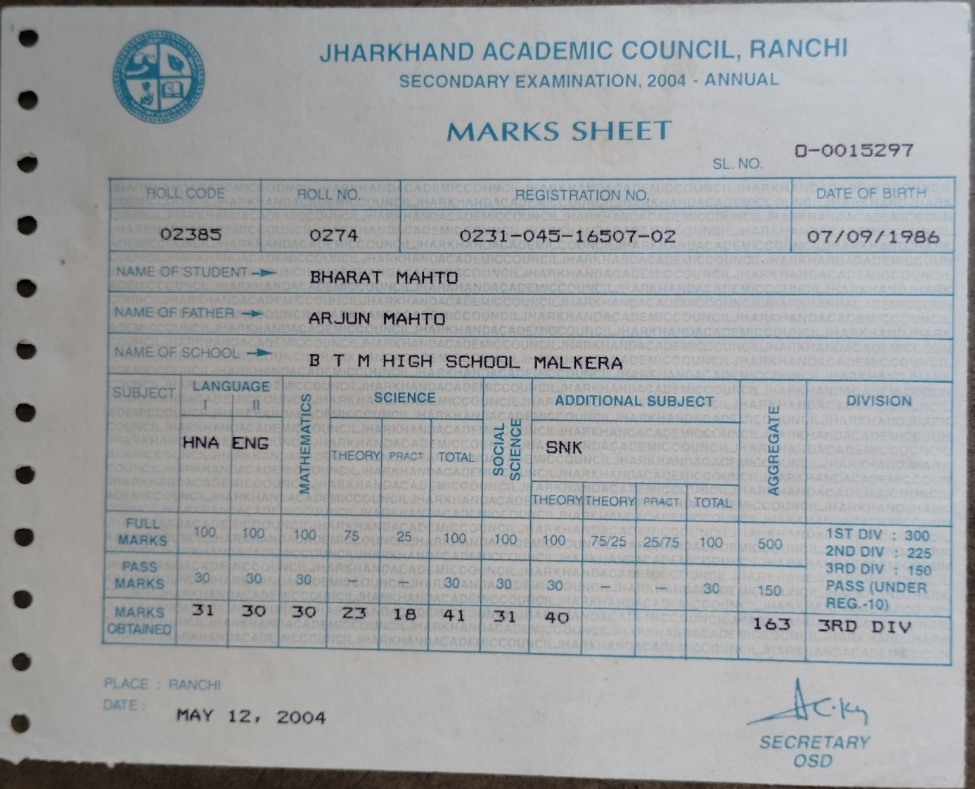 JHARKHAND ACADEMIC COUNCIL, RANCHI
SECONDARY EXAMINATION, 2004 - ANNUAL
MARKS SHEET
SL. NO. D-0015297
ROLL CODE ROLL NO. REGISTRATION NO. DATE OF BIRTH
02385 0274 0231-045-16507-02 07/09/1986
NAME OF STUDENT BHARAT MAHTO
NAME OF FATHER ARJUN MAHTO
NAME OF SCHOOL B T M HIGH SCHOOL MALKERA
SUBJECT LANGUAGE MATHEMATICS SCIENCE SOCIAL SCIENCE ADDITIONAL SUBJECT AGGREGATE DIVISION
I II
HNA ENG THEORY PRACT TOTAL SNK
THEORY THEORY PRACT TOTAL
FULL MARKS 100 100 100 75 25 100 100 100 75/25 25/75 100 500 1ST DIV : 300
2ND DIV : 225
3RD DIV : 150
PASS MARKS 30 30 30 – – 30 30 30 – – 30 150 PASS (UNDER
REG.-10)
MARKS OBTAINED 31 30 30 23 18 41 31 40 163 3RD DIV
PLACE : RANCHI
DATE : MAY 12, 2004
SECRETARY
OSD